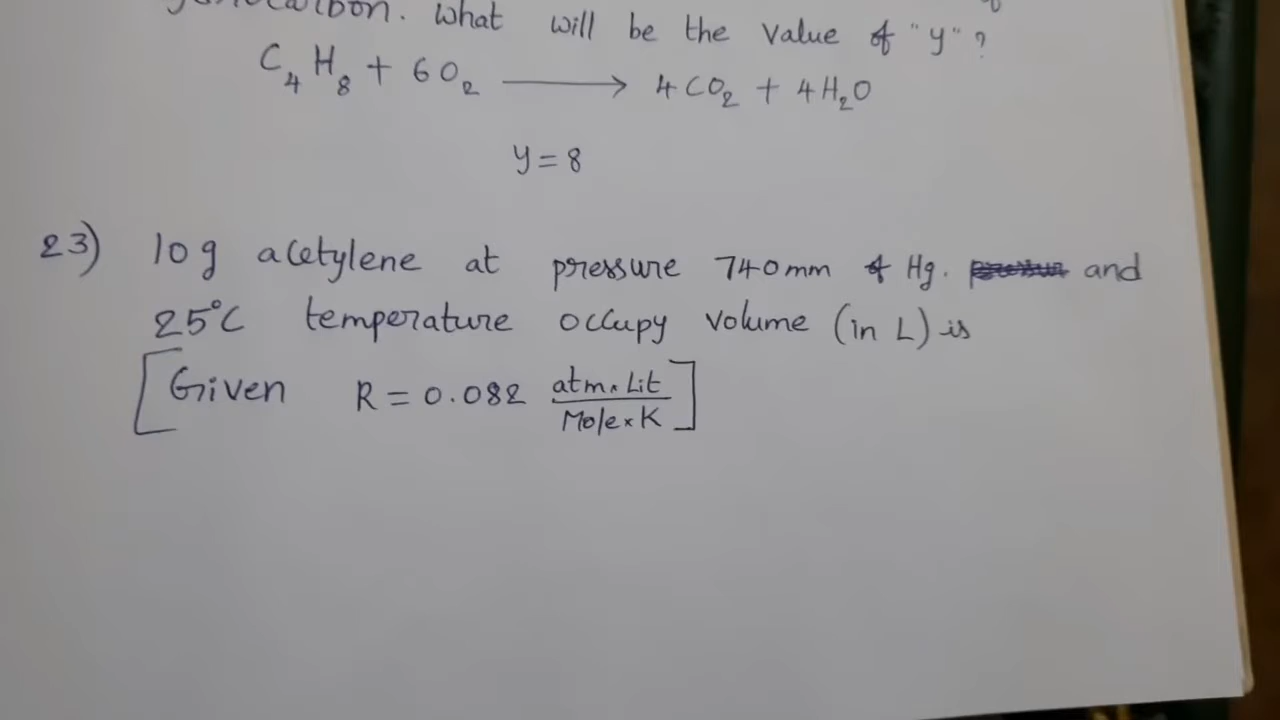 What will be the value of "y" ?
C₄H₈ + 6O₂ ⟶ 4CO₂ + 4H₂O
y = 8
23) 10g acetylene at pressure 740mm of Hg. and
25°C temperature occupy volume (in L) is
[Given R = 0.082 atm×Lit / Mole×K]